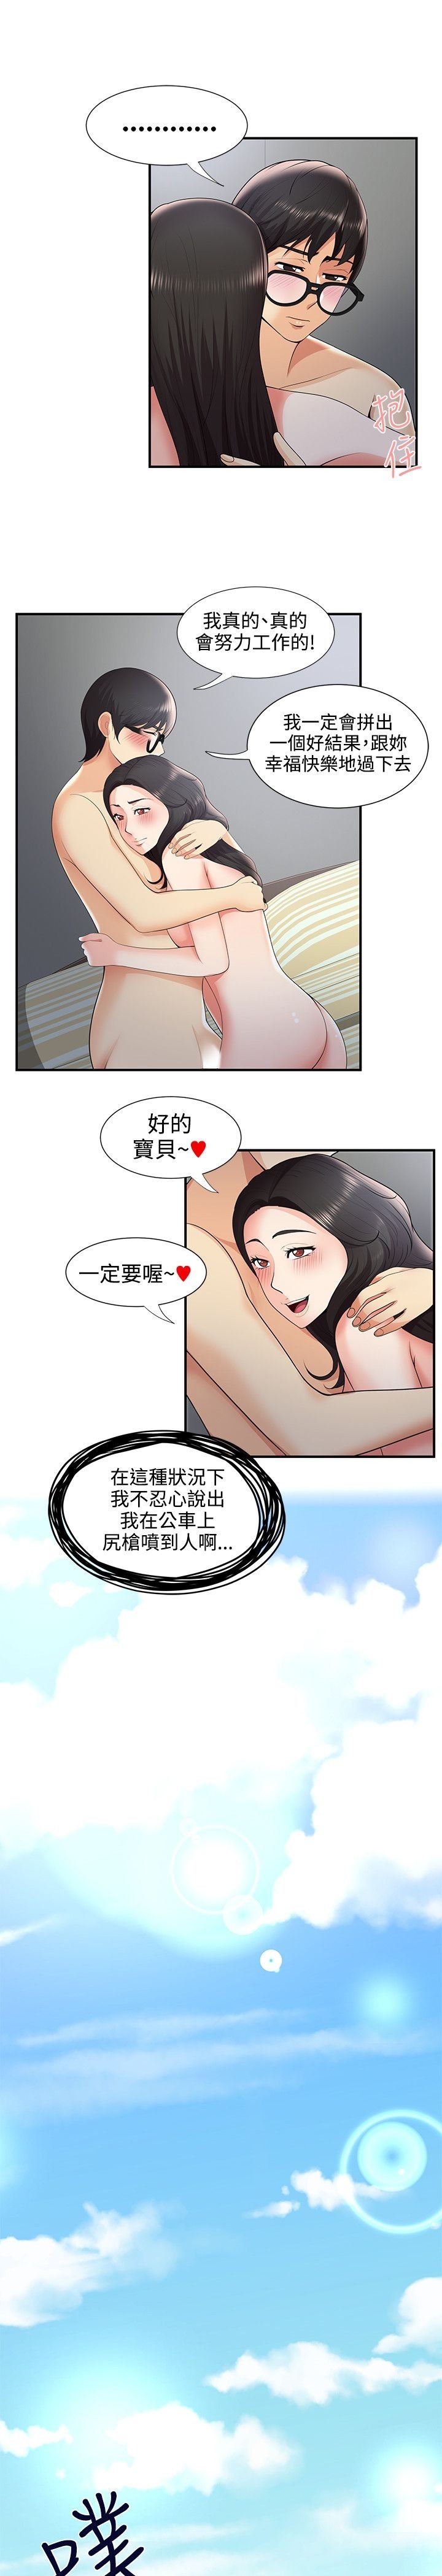 …………
抱
住
我真的、真的
會努力工作的!
我一定會拼出
一個好結果,跟妳
幸福快樂地過下去
好的
寶貝~♥
一定要喔~♥
在這種狀況下
我不忍心說出
我在公車上
尻槍噴到人啊…
噗